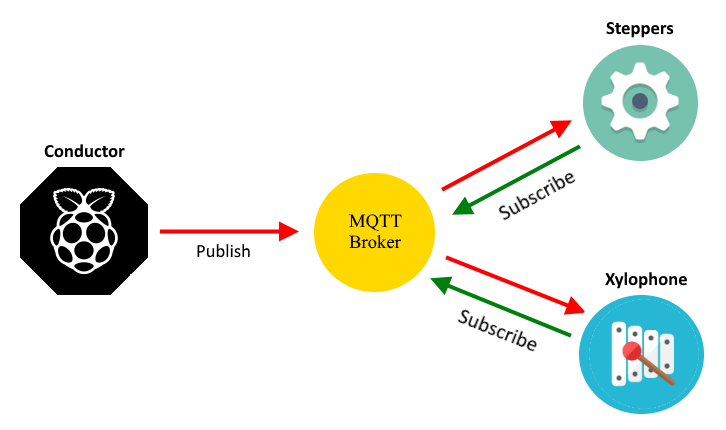 Steppers
Conductor
Subscribe
MQTT
Broker
Publish
Xylophone
Subscribe